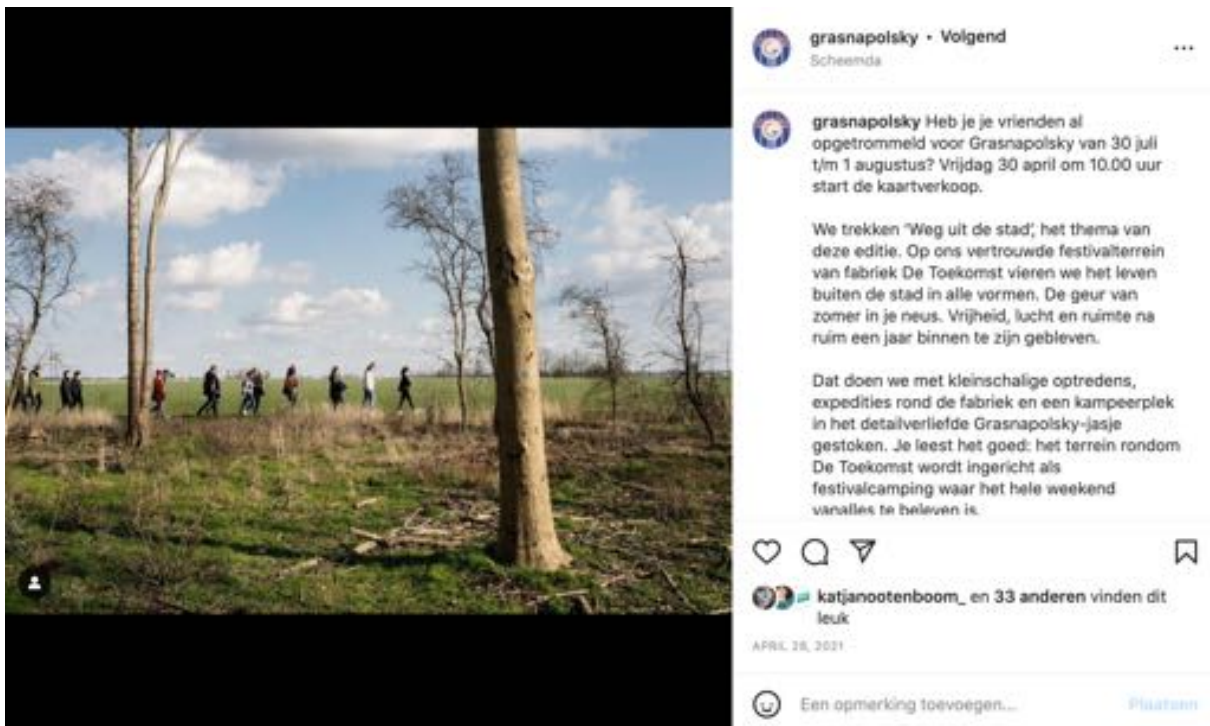 grasnapolsky • Volgend
Scheemda
grasnapolsky Heb je je vrienden al
opgetrommeld voor Grasnapolsky van 30 juli
t/m 1 augustus? Vrijdag 30 april om 10.00 uur
start de kaartverkoop.
We trekken 'Weg uit de stad', het thema van
deze editie. Op ons vertrouwde festivalterrein
van fabriek De Toekomst vieren we het leven
buiten de stad in alle vormen. De geur van
zomer in je neus. Vrijheid, lucht en ruimte na
ruim een jaar binnen te zijn gebleven.
Dat doen we met kleinschalige optredens,
expedities rond de fabriek en een kampeerplek
in het detailverliefde Grasnapolsky-jasje
gestoken. Je leest het goed: het terrein rondom
De Toekomst wordt ingericht als
festivalcamping waar het hele weekend
vanalles te beleven is.
katjanootenboom_ en 33 anderen vinden dit
leuk
APRIL 28, 2021
Een opmerking toevoegen...
Plaatsen